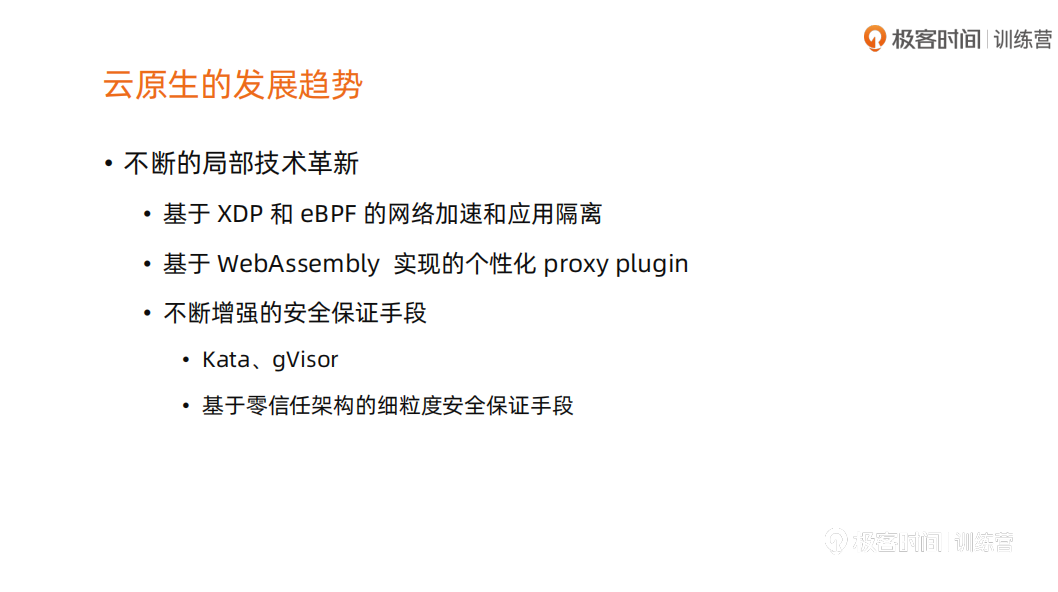 极客时间 | 训练营
云原生的发展趋势
• 不断的局部技术革新
• 基于 XDP 和 eBPF 的网络加速和应用隔离
• 基于 WebAssembly 实现的个性化 proxy plugin
• 不断增强的安全保证手段
• Kata、gVisor
• 基于零信任架构的细粒度安全保证手段
极客时间 | 训练营